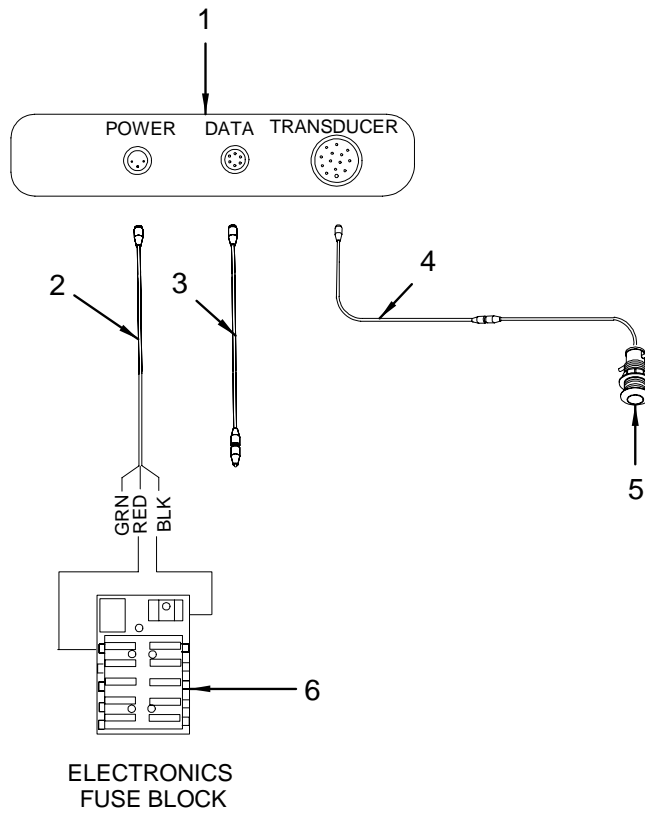 1
POWER DATA TRANSDUCER
2
3
4
5
GRN
RED
BLK
6
ELECTRONICS
FUSE BLOCK